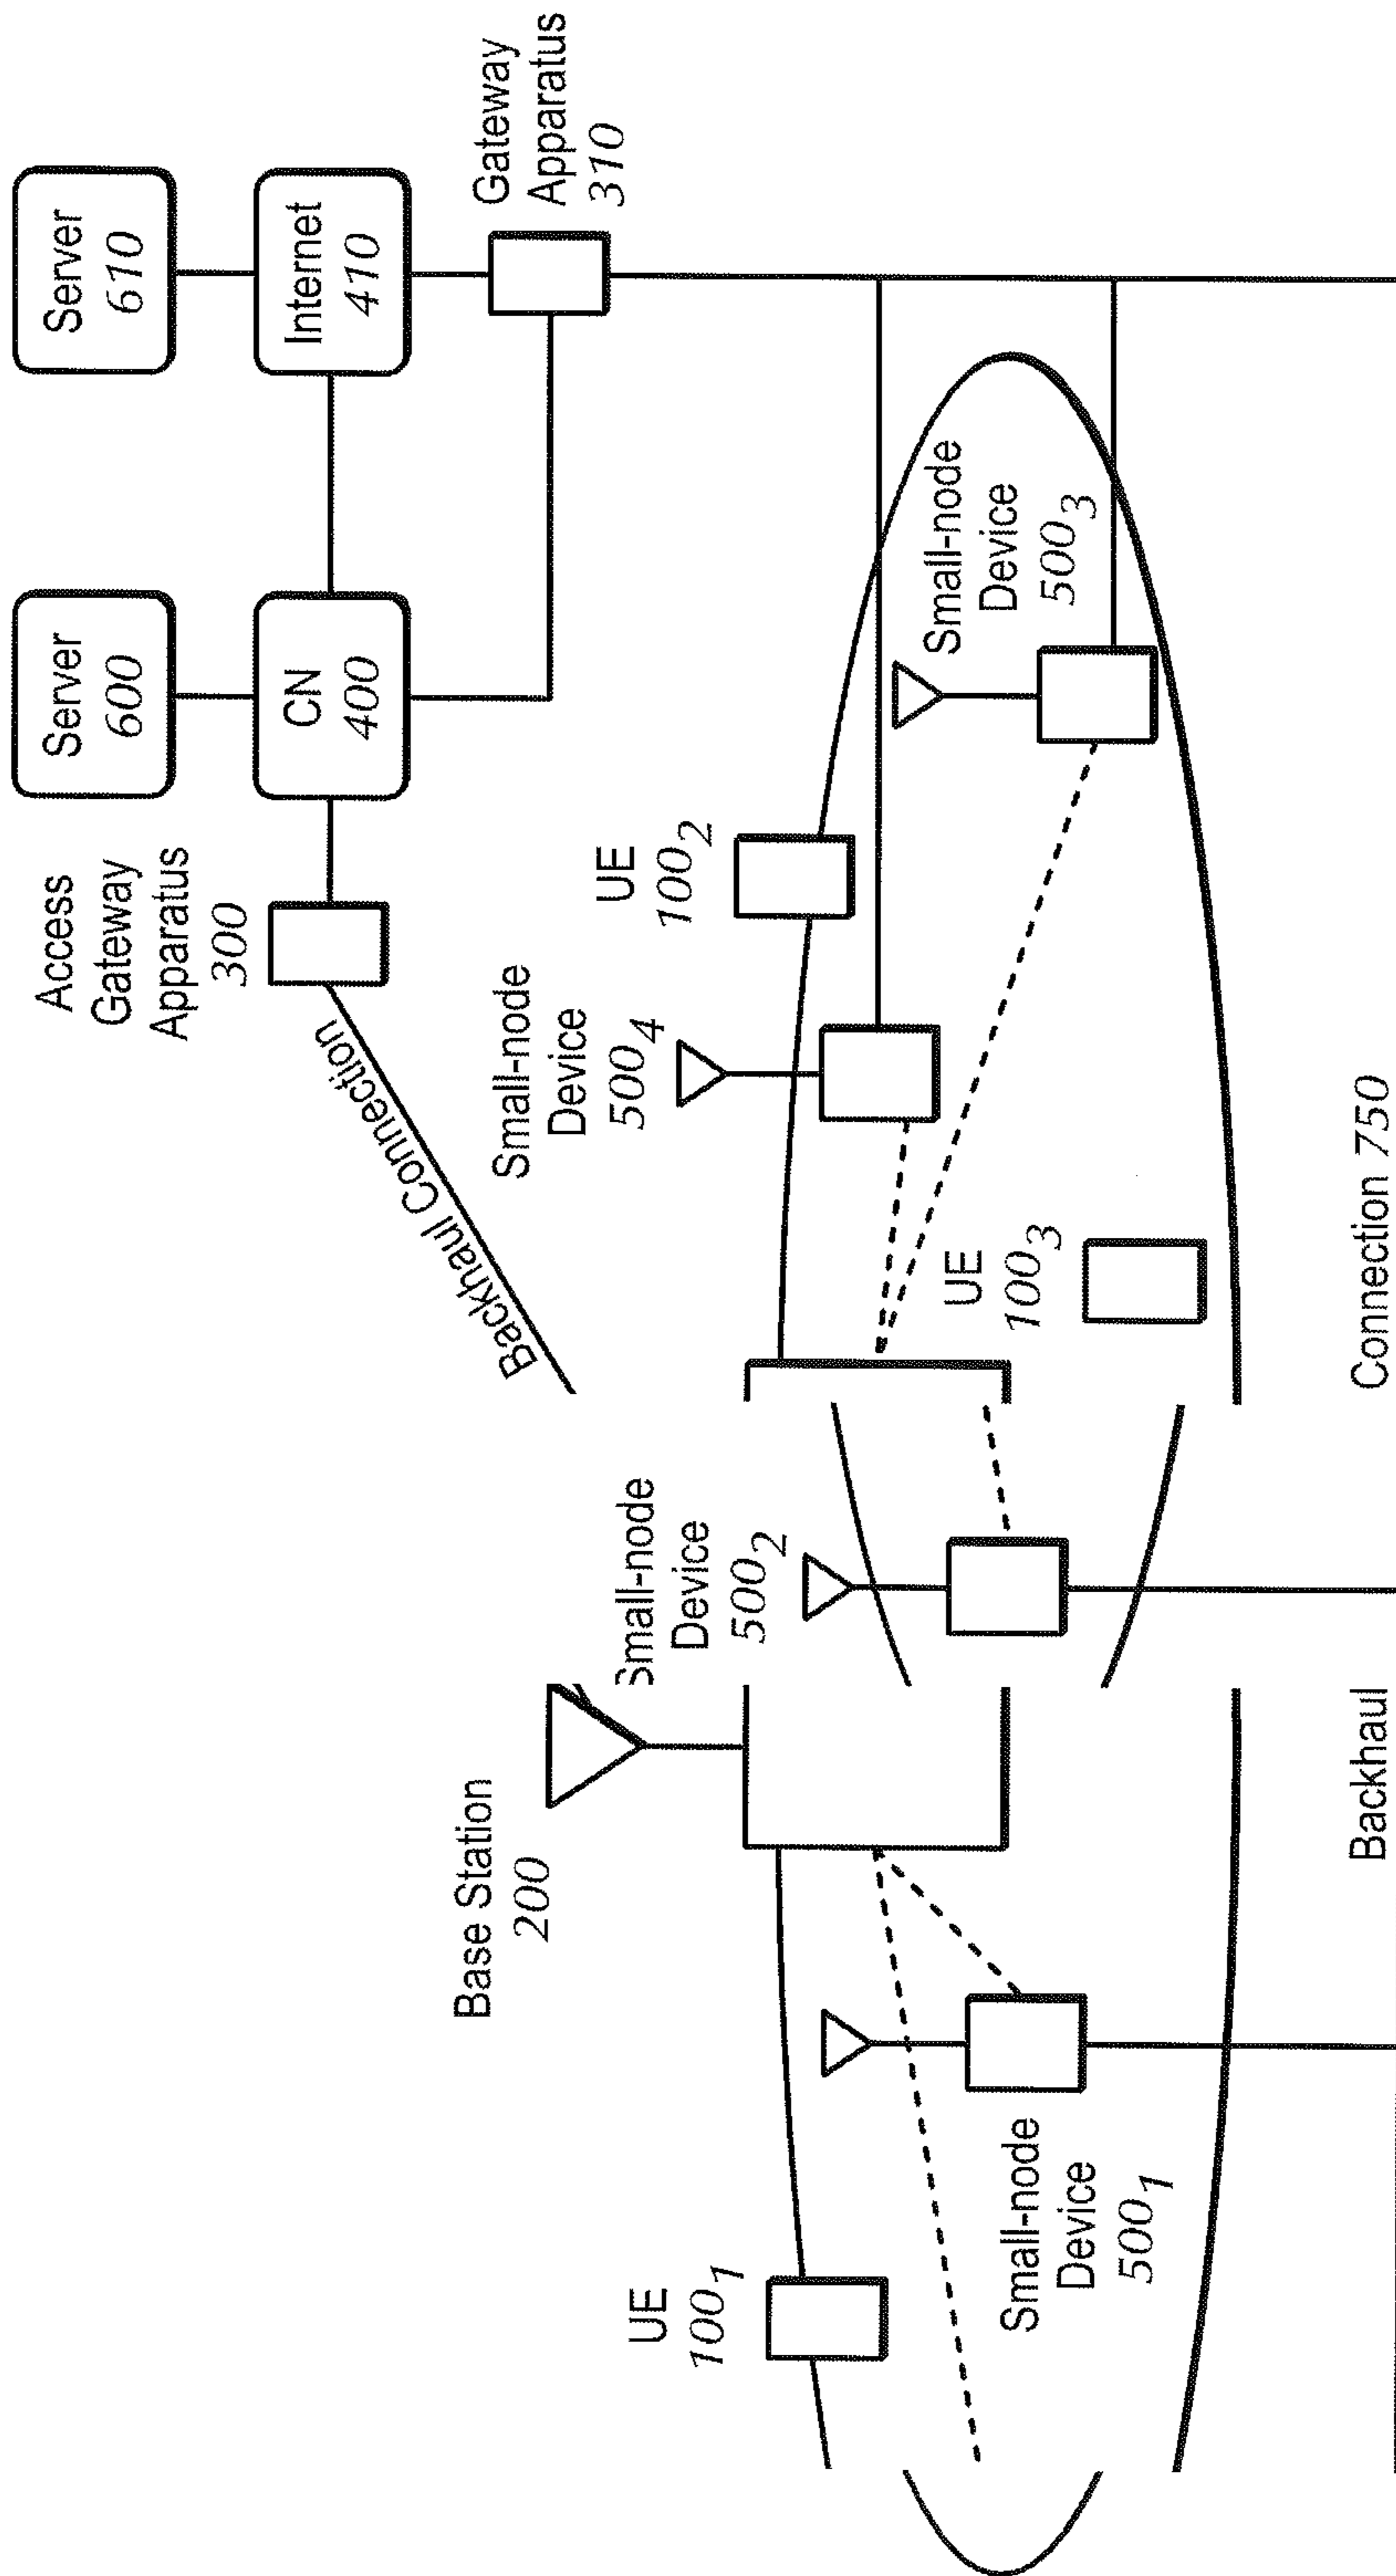 Server
600
Server
610
Access
Gateway
Apparatus
300
CN
400
Internet
410
Gateway
Apparatus
310
Backhaul Connection
Base Station
200
Small-node
Device
500₄
UE
100₂
Small-node
Device
500₂
UE
100₁
Small-node
Device
500₃
UE
100₃
Small-node
Device
500₁
Backhaul
Connection 750